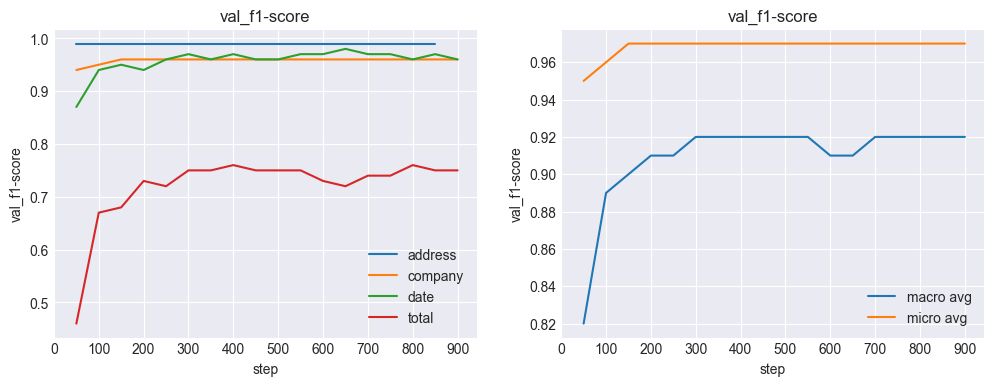 val_f1-score
1.0
0.9
0.8
0.7
0.6
0.5
val_f1-score
0 100 200 300 400 500 600 700 800 900
step
address
company
date
total
val_f1-score
0.96
0.94
0.92
0.90
0.88
0.86
0.84
0.82
val_f1-score
0 100 200 300 400 500 600 700 800 900
step
macro avg
micro avg